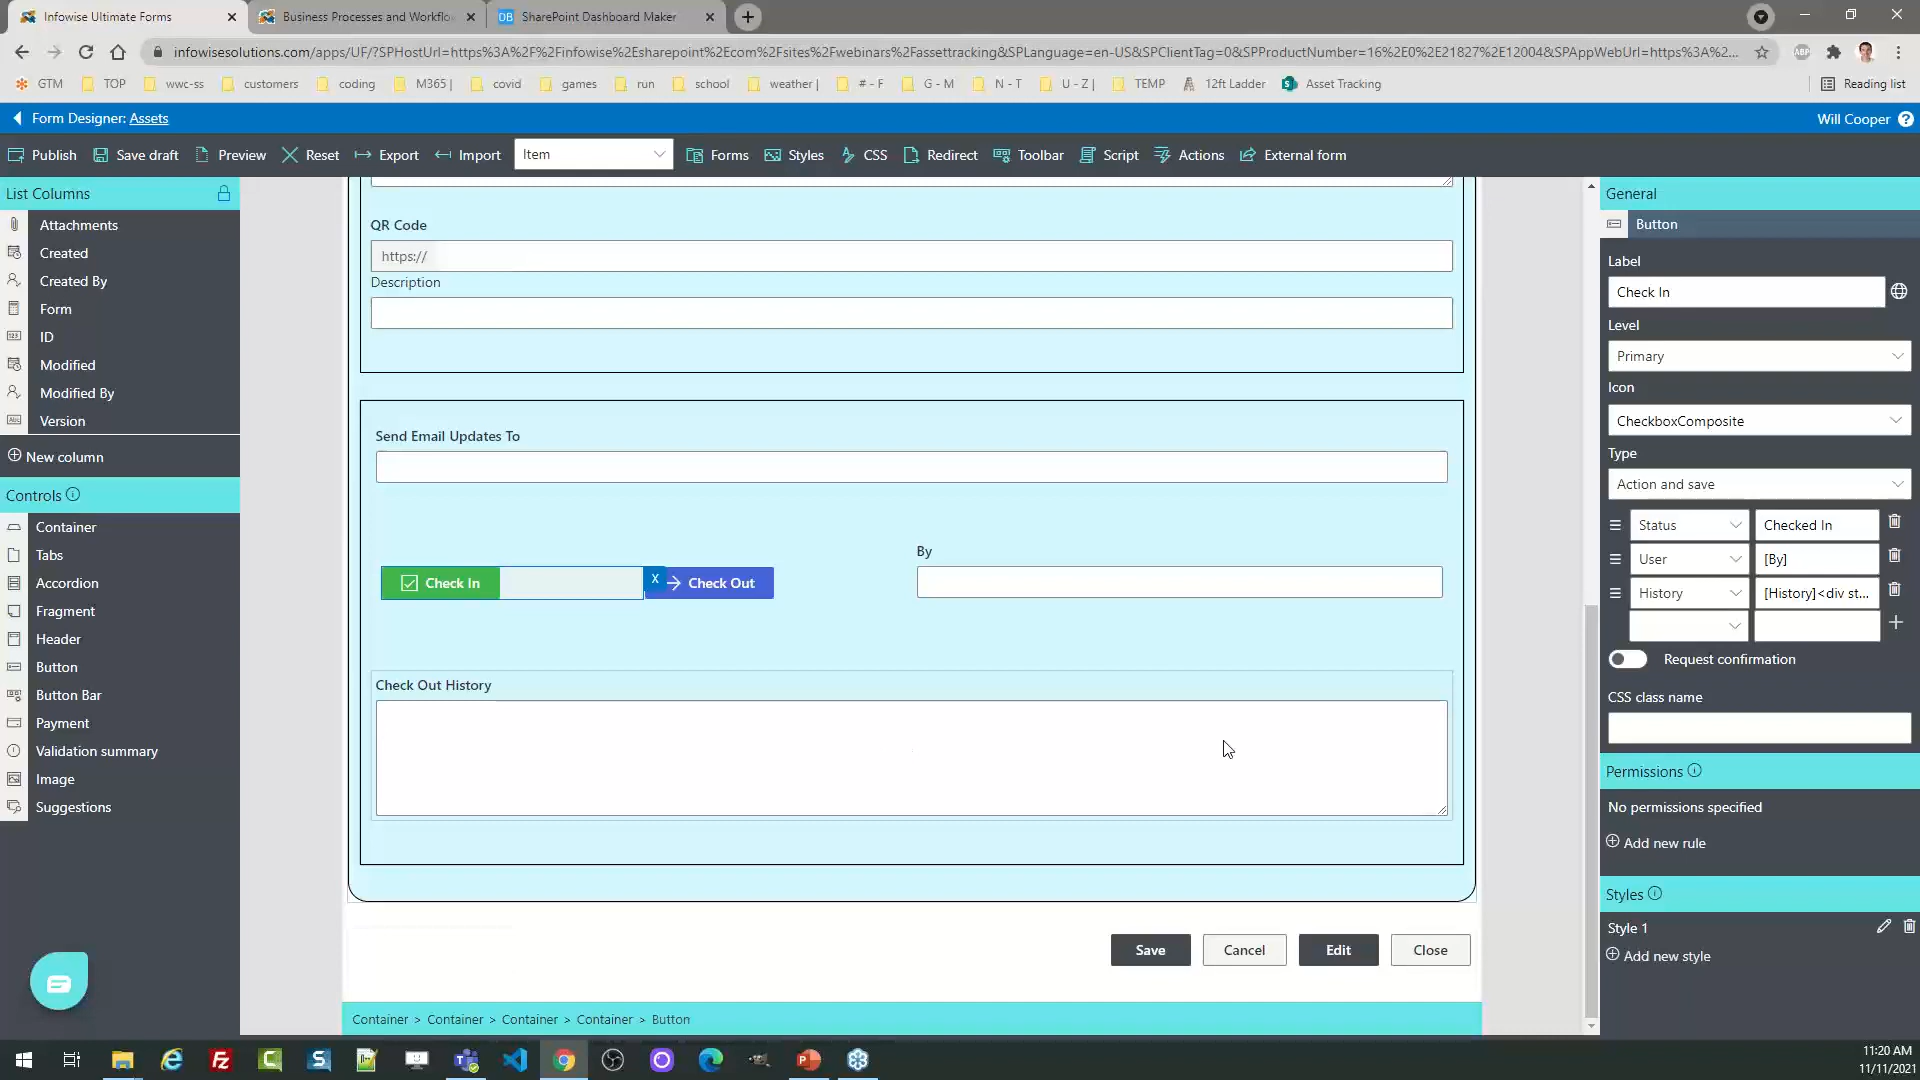 Infowise Ultimate Forms
Business Processes and Workflo
DB SharePoint Dashboard Maker
infowisesolutions.com/apps/UF/?SPHostUrl=https%3A%2F%2Finfowise%2Esharepoint%2Ecom%2Fsites%2Fwebinars%2Fassettracking&SPLanguage=en-US&SPClientTag=0&SPProductNumber=16%2E0%2E21827%2E12004&SPAppWebUrl=https%3A%2...
GTM TOP wwc-ss customers coding M365 | covid games run school weather | # - F G - M N - T U - Z | TEMP 12ft Ladder Asset Tracking Reading list
Form Designer: Assets
Will Cooper
Publish Save draft Preview Reset Export Import Item Forms Styles CSS Redirect Toolbar Script Actions External form
List Columns
Attachments
Created
Created By
Form
ID
Modified
Modified By
Version
New column
Controls
Container
Tabs
Accordion
Fragment
Header
Button
Button Bar
Payment
Validation summary
Image
Suggestions
QR Code
https://
Description
Send Email Updates To
By
Check In
X
Check Out
Check Out History
Save Cancel Edit Close
Container > Container > Container > Container > Button
General
Button
Label
Check In
Level
Primary
Icon
CheckboxComposite
Type
Action and save
Status Checked In
User [By]
History [History]<div st...
Request confirmation
CSS class name
Permissions
No permissions specified
Add new rule
Styles
Style 1
Add new style
11:20 AM
11/11/2021